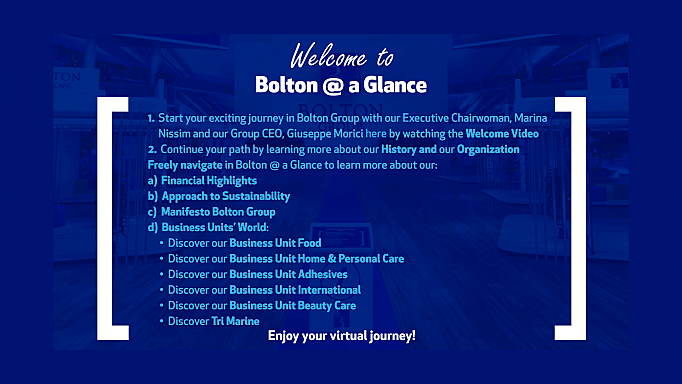 Welcome to
Bolton @ a Glance
1. Start your exciting journey in Bolton Group with our Executive Chairwoman, Marina
Nissim and our Group CEO, Giuseppe Morici here by watching the Welcome Video
2. Continue your path by learning more about our History and our Organization
Freely navigate in Bolton @ a Glance to learn more about our:
a) Financial Highlights
b) Approach to Sustainability
c) Manifesto Bolton Group
d) Business Units' World:
• Discover our Business Unit Food
• Discover our Business Unit Home & Personal Care
• Discover our Business Unit Adhesives
• Discover our Business Unit International
• Discover our Business Unit Beauty Care
• Discover Tri Marine
Enjoy your virtual journey!